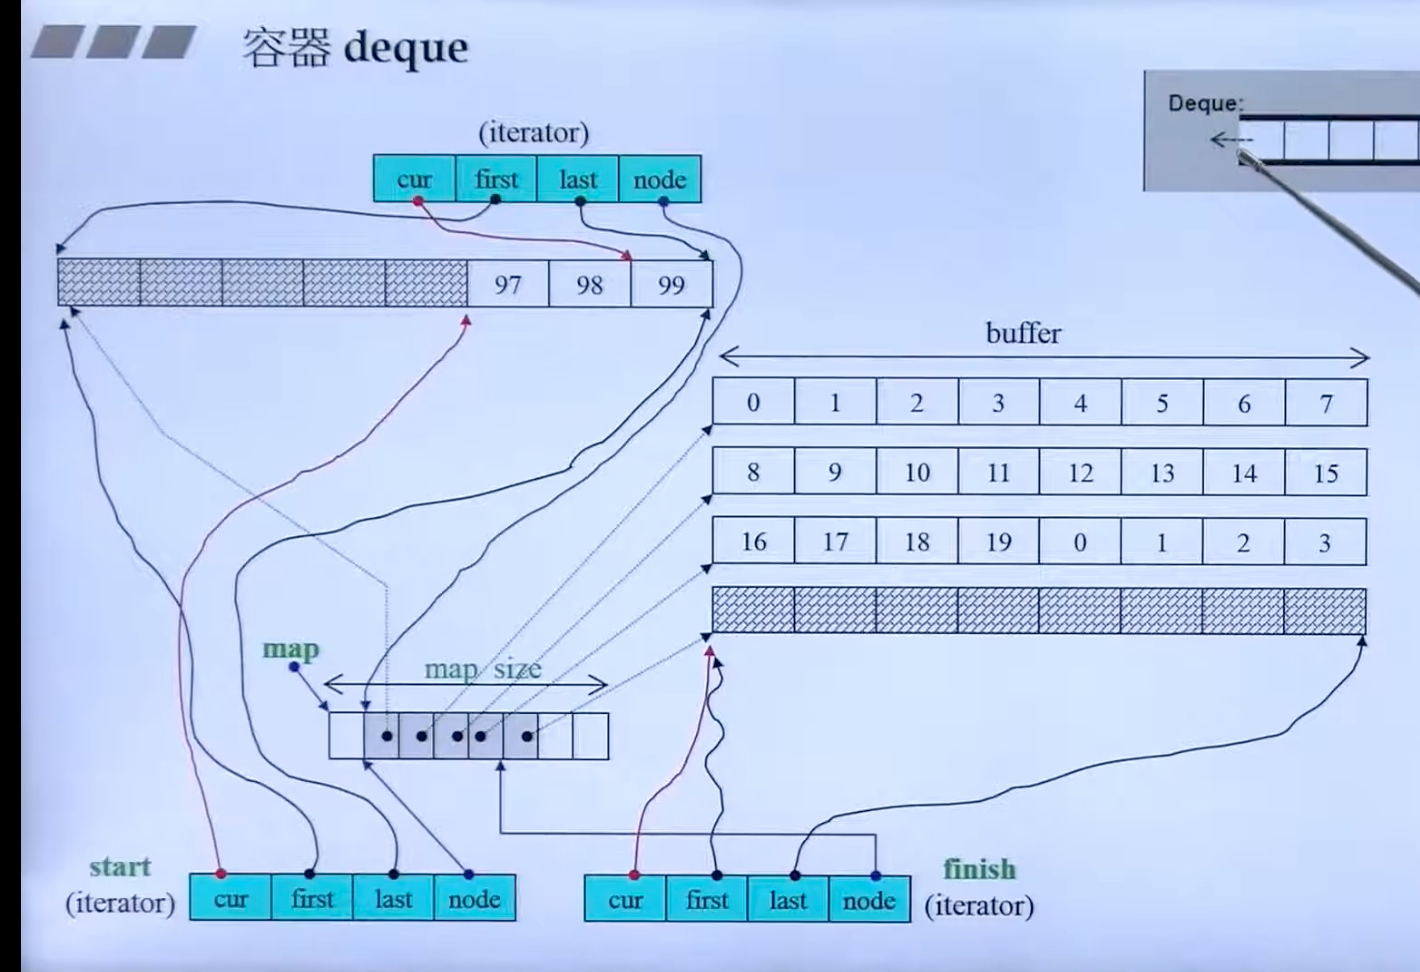 容器 deque
Deque:
(iterator)
cur first last node
97 98 99
buffer
0 1 2 3 4 5 6 7
8 9 10 11 12 13 14 15
16 17 18 19 0 1 2 3
map
map size
start
(iterator)
cur first last node
cur first last node
finish
(iterator)